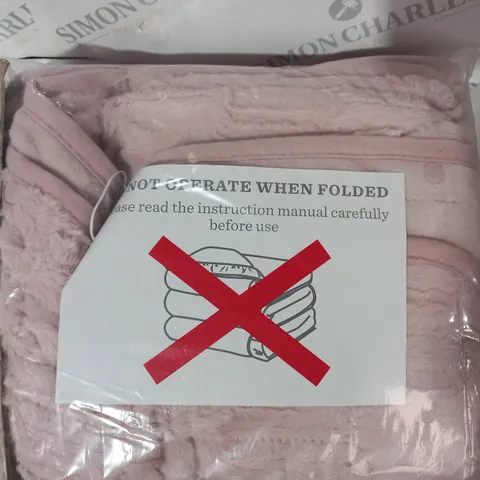 SIMON CHARLES
SIMON CHARLE
NOT OPERATE WHEN FOLDED
ase read the instruction manual carefully
before use